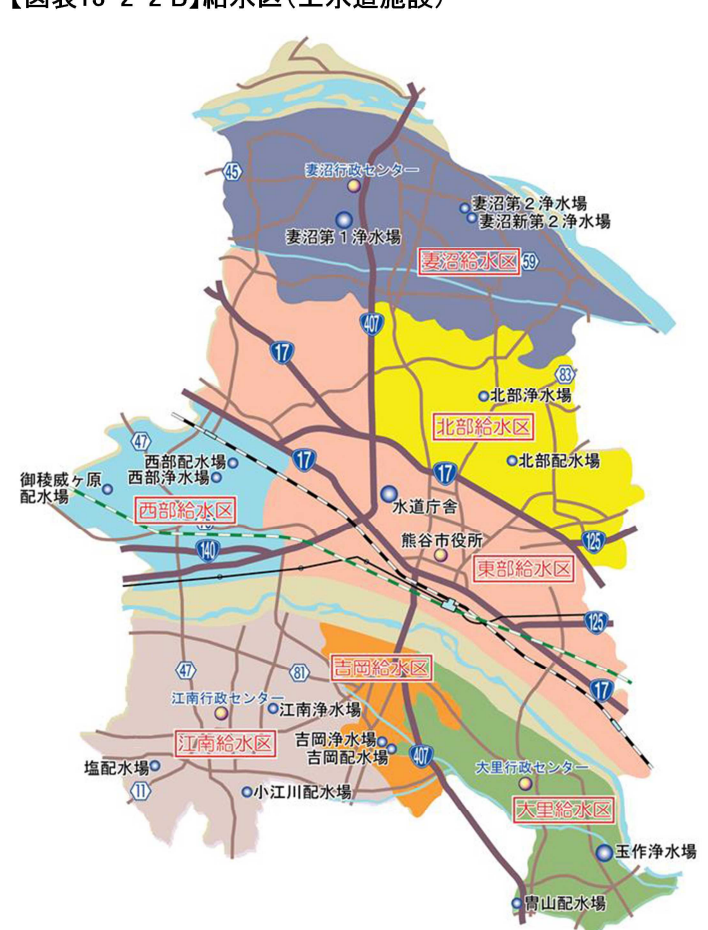 【図表16-2-2-B】給水区(上水道施設)
45
妻沼行政センター
妻沼第2浄水場
妻沼新第2浄水場
妻沼第1浄水場
妻沼給水区
59
407
17
83
北部浄水場
北部給水区
47
西部配水場
西部浄水場
17
17
北部配水場
御稜威ヶ原
配水場
西部給水区
水道庁舎
熊谷市役所
140
125
東部給水区
125
吉岡給水区
47
81
17
江南行政センター
江南浄水場
江南給水区
吉岡浄水場
吉岡配水場
407
塩配水場
大里行政センター
11
小江川配水場
大里給水区
玉作浄水場
冑山配水場